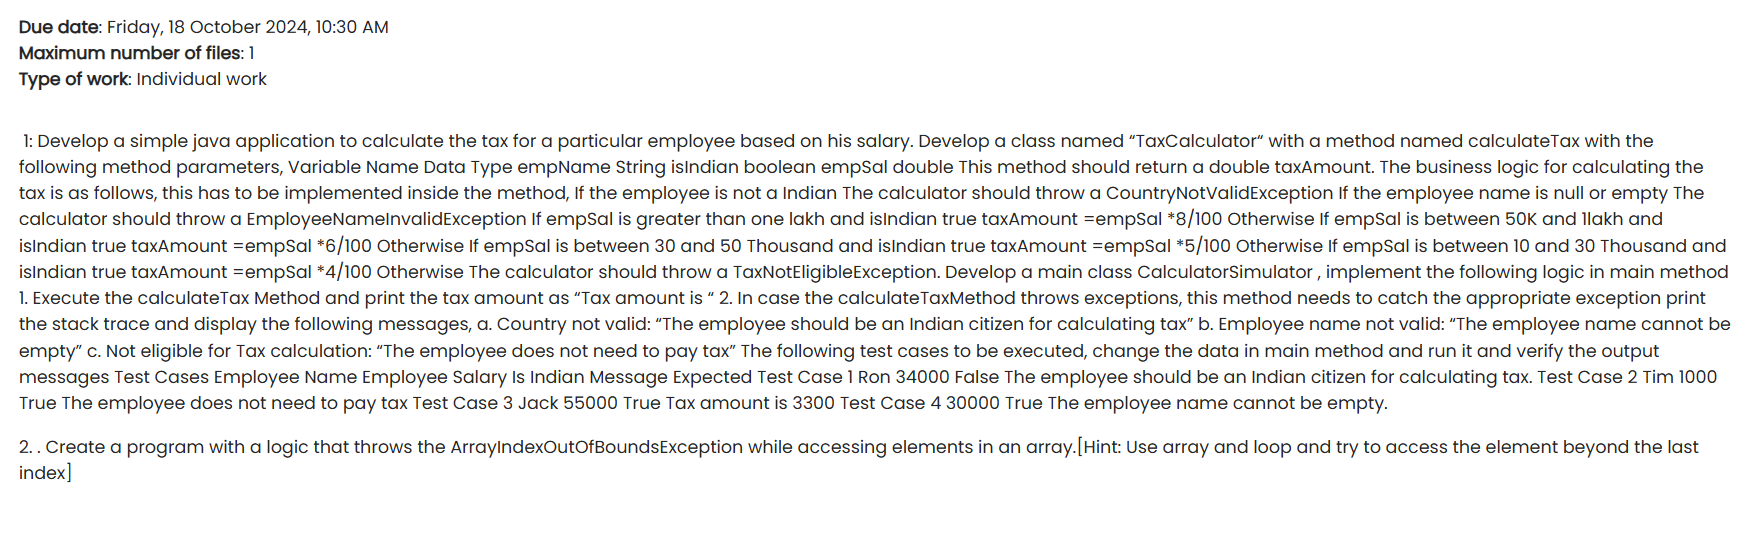 Due date: Friday, 18 October 2024, 10:30 AM
Maximum number of files: 1
Type of work: Individual work
1: Develop a simple java application to calculate the tax for a particular employee based on his salary. Develop a class named “TaxCalculator“ with a method named calculateTax with the
following method parameters, Variable Name Data Type empName String isIndian boolean empSal double This method should return a double taxAmount. The business logic for calculating the
tax is as follows, this has to be implemented inside the method, If the employee is not a Indian The calculator should throw a CountryNotValidException If the employee name is null or empty The
calculator should throw a EmployeeNameInvalidException If empSal is greater than one lakh and isIndian true taxAmount =empSal *8/100 Otherwise If empSal is between 50K and 1lakh and
isIndian true taxAmount =empSal *6/100 Otherwise If empSal is between 30 and 50 Thousand and isIndian true taxAmount =empSal *5/100 Otherwise If empSal is between 10 and 30 Thousand and
isIndian true taxAmount =empSal *4/100 Otherwise The calculator should throw a TaxNotEligibleException. Develop a main class CalculatorSimulator , implement the following logic in main method
1. Execute the calculateTax Method and print the tax amount as “Tax amount is “ 2. In case the calculateTaxMethod throws exceptions, this method needs to catch the appropriate exception print
the stack trace and display the following messages, a. Country not valid: “The employee should be an Indian citizen for calculating tax” b. Employee name not valid: “The employee name cannot be
empty” c. Not eligible for Tax calculation: “The employee does not need to pay tax” The following test cases to be executed, change the data in main method and run it and verify the output
messages Test Cases Employee Name Employee Salary Is Indian Message Expected Test Case 1 Ron 34000 False The employee should be an Indian citizen for calculating tax. Test Case 2 Tim 1000
True The employee does not need to pay tax Test Case 3 Jack 55000 True Tax amount is 3300 Test Case 4 30000 True The employee name cannot be empty.
2. . Create a program with a logic that throws the ArrayIndexOutOfBoundsException while accessing elements in an array.[Hint: Use array and loop and try to access the element beyond the last
index]